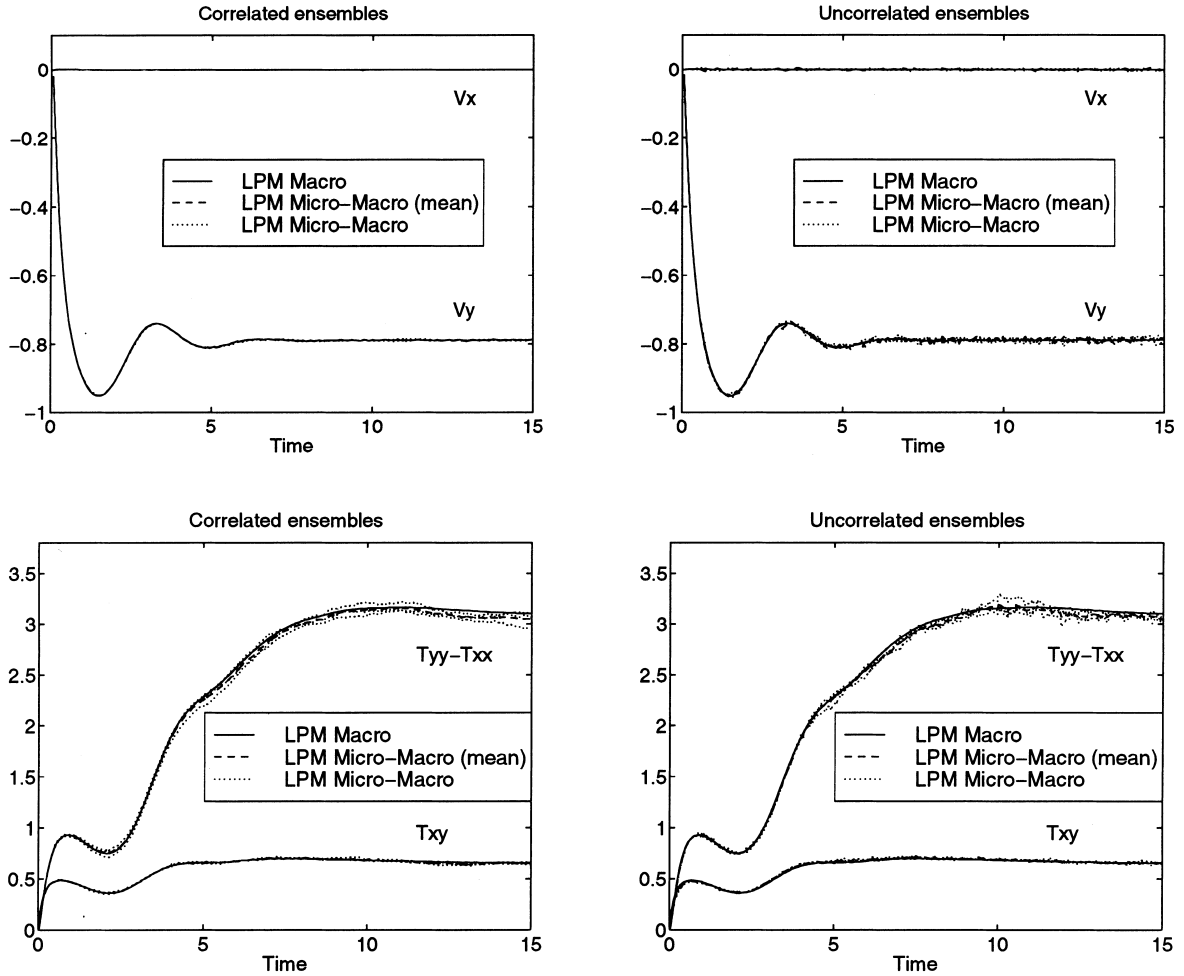 Correlated ensembles
0
−0.2
−0.4
−0.6
−0.8
−1
Vx
LPM Macro
LPM Micro−Macro (mean)
LPM Micro−Macro
Vy
0
5
10
15
Time
Uncorrelated ensembles
0
−0.2
−0.4
−0.6
−0.8
−1
Vx
LPM Macro
LPM Micro−Macro (mean)
LPM Micro−Macro
Vy
0
5
10
15
Time
Correlated ensembles
3.5
3
2.5
2
1.5
1
0.5
0
Tyy−Txx
LPM Macro
LPM Micro−Macro (mean)
LPM Micro−Macro
Txy
0
5
10
15
Time
Uncorrelated ensembles
3.5
3
2.5
2
1.5
1
0.5
0
Tyy−Txx
LPM Macro
LPM Micro−Macro (mean)
LPM Micro−Macro
Txy
0
5
10
15
Time